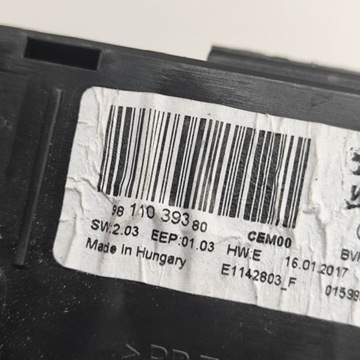 98 110 393 80 CEM00
SW:2.03 EEP:01.03 HW:E 16.01.2017
Made in Hungary E1142803_F 01599